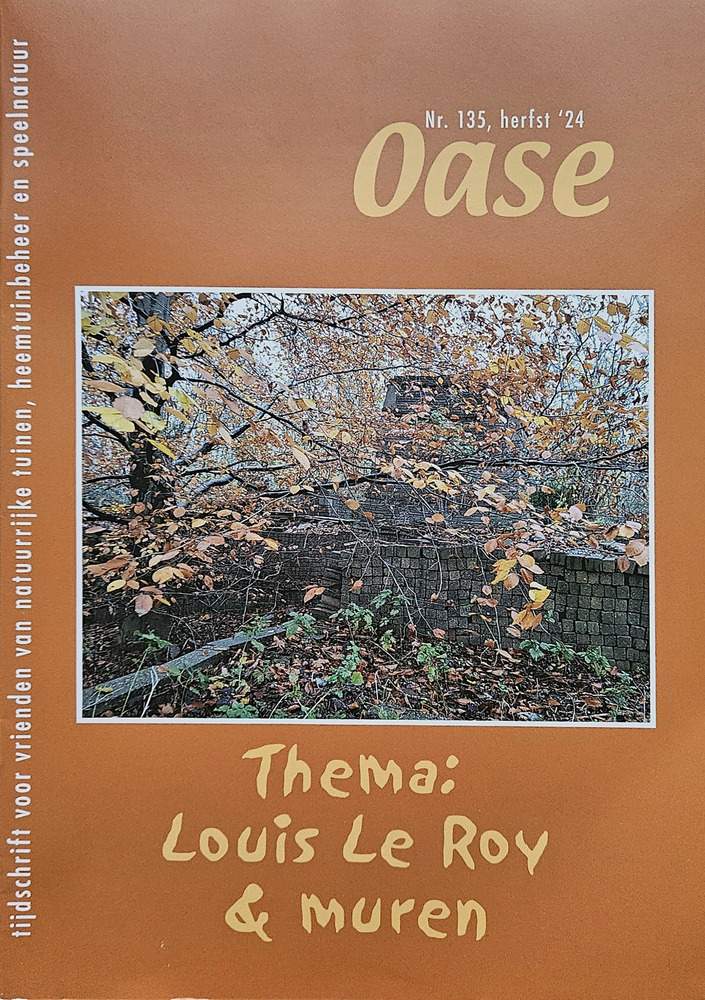 Nr. 135, herfst ‘24
Oase
tijdschrift voor vrienden van natuurrijke tuinen, heemtuinbeheer en speelnatuur
Thema:
Louis Le Roy
& muren